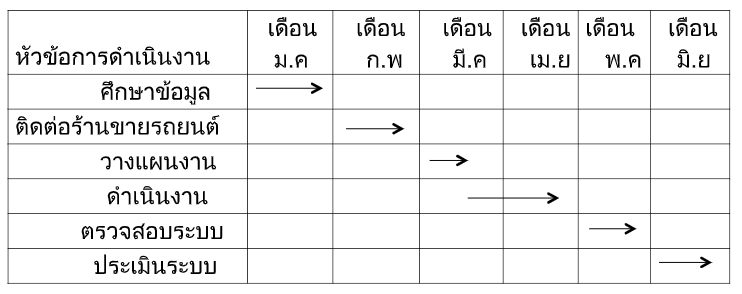 เดือน เดือน เดือน เดือน เดือน เดือน
หัวข้อการดำเนินงาน ม.ค ก.พ มี.ค เม.ย พ.ค มิ.ย
ศึกษาข้อมูล
ติดต่อร้านขายรถยนต์
วางแผนงาน
ดำเนินงาน
ตรวจสอบระบบ
ประเมินระบบ